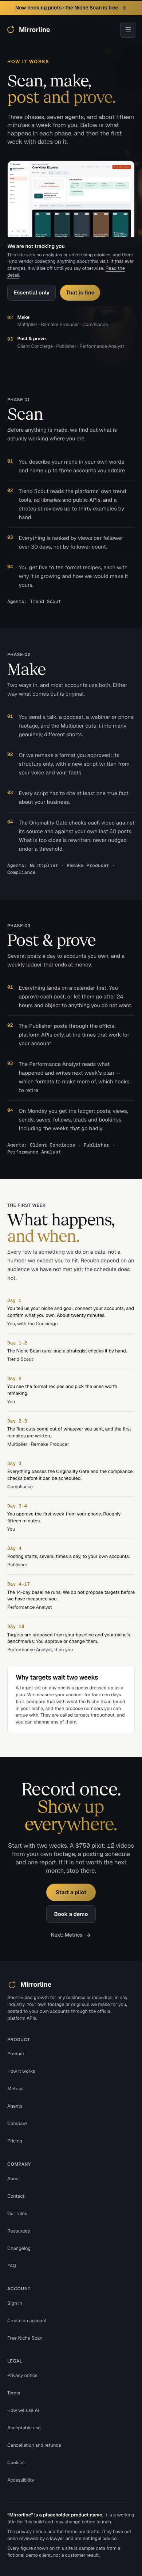 Now booking pilots · the Niche Scan is free →
Mirrorline
HOW IT WORKS
Scan, make,
post and prove.
Three phases, seven agents, and about fifteen
minutes a week from you. Below is what
happens in each phase, and then the first
week with dates on it.
We are not tracking you
This site sets no analytics or advertising cookies, and there
is no vendor collecting anything about this visit. If that ever
changes, it will be off until you say otherwise. Read the
detail.
Essential only
That is fine
02 Make
Multiplier · Remake Producer · Compliance
03 Post & prove
Client Concierge · Publisher · Performance Analyst
PHASE 01
Scan
Before anything is made, we find out what is
actually working where you are.
01 You describe your niche in your own words
and name up to three accounts you admire.
02 Trend Scout reads the platforms' own trend
tools, ad libraries and public APIs, and a
strategist reviews up to thirty examples by
hand.
03 Everything is ranked by views per follower
over 30 days, not by follower count.
04 You get five to ten format recipes, each with
why it is growing and how we would make it
yours.
Agents: Trend Scout
PHASE 02
Make
Two ways in, and most accounts use both. Either
way what comes out is original.
01 You send a talk, a podcast, a webinar or phone
footage, and the Multiplier cuts it into many
genuinely different shorts.
02 Or we remake a format you approved: its
structure only, with a new script written from
your voice and your facts.
03 Every script has to cite at least one true fact
about your business.
04 The Originality Gate checks each video against
its source and against your own last 60 posts.
What is too close is rewritten, never nudged
under a threshold.
Agents: Multiplier · Remake Producer ·
Compliance
PHASE 03
Post & prove
Several posts a day to accounts you own, and a
weekly ledger that ends at money.
01 Everything lands on a calendar first. You
approve each post, or let them go after 24
hours and object to anything you do not want.
02 The Publisher posts through the official
platform APIs only, at the times that work for
your account.
03 The Performance Analyst reads what
happened and writes next week's plan —
which formats to make more of, which hooks
to retire.
04 On Monday you get the ledger: posts, views,
sends, saves, follows, leads and bookings.
Including the weeks that go badly.
Agents: Client Concierge · Publisher ·
Performance Analyst
THE FIRST WEEK
What happens,
and when.
Every row is something we do on a date, not a
number we expect you to hit. Results depend on an
audience we have not met yet; the schedule does
not.
Day 1
You tell us your niche and goal, connect your accounts, and
confirm what you own. About twenty minutes.
You, with the Concierge
Day 1–2
The Niche Scan runs, and a strategist checks it by hand.
Trend Scout
Day 2
You see the format recipes and pick the ones worth
remaking.
You
Day 2–3
The first cuts come out of whatever you sent, and the first
remakes are written.
Multiplier · Remake Producer
Day 3
Everything passes the Originality Gate and the compliance
checks before it can be scheduled.
Compliance
Day 3–4
You approve the first week from your phone. Roughly
fifteen minutes.
You
Day 4
Posting starts, several times a day, to your own accounts.
Publisher
Day 4–17
The 14-day baseline runs. We do not propose targets before
we have measured you.
Performance Analyst
Day 18
Targets are proposed from your baseline and your niche's
benchmarks. You approve or change them.
Performance Analyst, then you
Why targets wait two weeks
A target set on day one is a guess dressed up as a
plan. We measure your account for fourteen days
first, compare that with what the Niche Scan found
in your niche, and then propose numbers you can
argue with. They are called targets throughout, and
you can change any of them.
Record once.
Show up
everywhere.
Start with two weeks. A $750 pilot: 12 videos
from your own footage, a posting schedule
and one report. If it is not worth the next
month, stop there.
Start a pilot
Book a demo
Next: Metrics →
Mirrorline
Short-video growth for any business or individual, in any
industry. Your own footage or originals we make for you,
posted to your own accounts through the official
platform APIs.
PRODUCT
Product
How it works
Metrics
Agents
Compare
Pricing
COMPANY
About
Contact
Our rules
Resources
Changelog
FAQ
ACCOUNT
Sign in
Create an account
Free Niche Scan
LEGAL
Privacy notice
Terms
How we use AI
Acceptable use
Cancellation and refunds
Cookies
Accessibility
"Mirrorline" is a placeholder product name. It is a working
title for this build and may change before launch.
The privacy notice and the terms are drafts. They have not
been reviewed by a lawyer and are not legal advice.
Every figure shown on this site is sample data from a
fictional demo client, not a customer result.